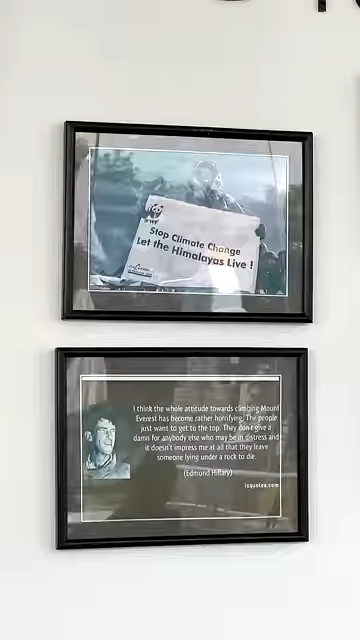 WWF
Stop Climate Change
Let the Himalayas Live !
I think the whole attitude towards climbing Mount
Everest has become rather horrifying. The people
just want to get to the top. They don't give a
damn for anybody else who may be in distress and
it doesn't impress me at all that they leave
someone lying under a rock to die.
(Edmund Hillary)
izquotes.com